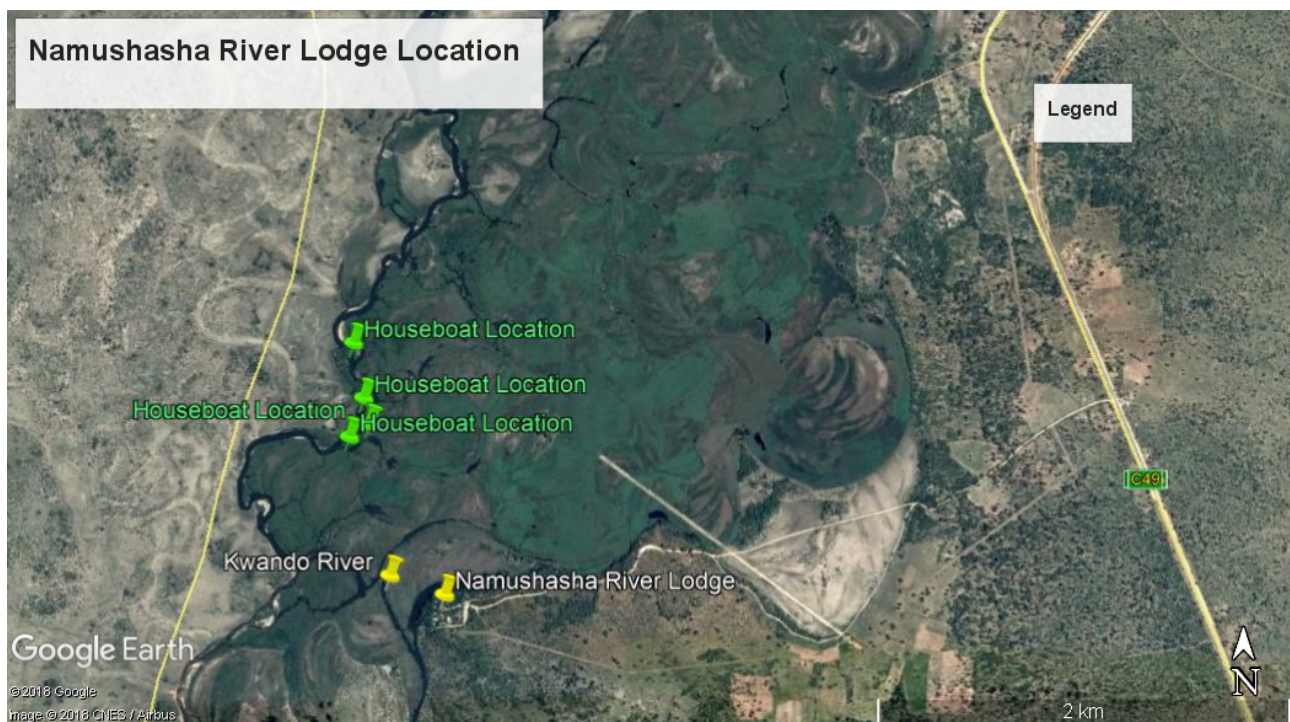 Namushasha River Lodge Location
Legend
Houseboat Location
Houseboat Location
Houseboat Location
Houseboat Location
C49
Kwando River
Namushasha River Lodge
Google Earth
©2018 Google
Image © 2018 CNES / Airbus
2 km
N